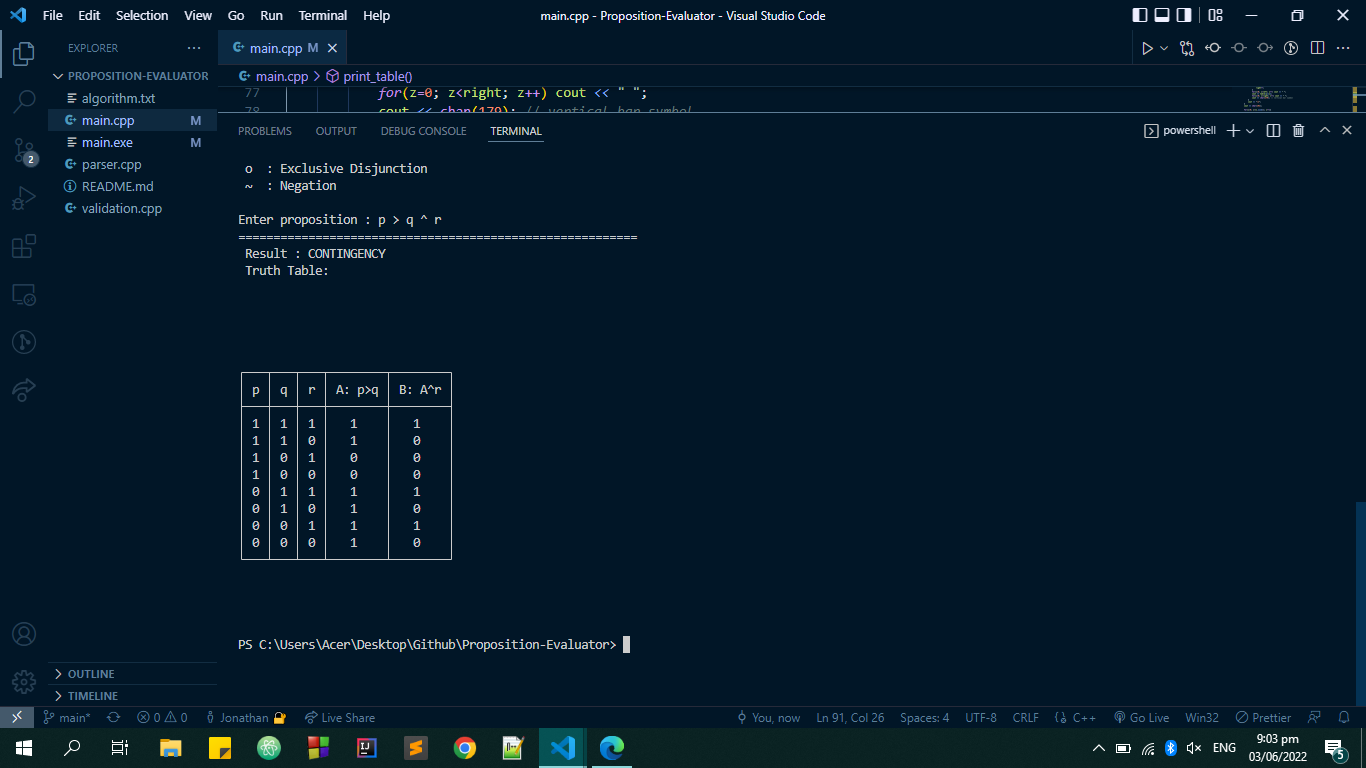 File Edit Selection View Go Run Terminal Help
main.cpp - Proposition-Evaluator - Visual Studio Code
EXPLORER
PROPOSITION-EVALUATOR
algorithm.txt
main.cpp M
main.exe M
parser.cpp
README.md
validation.cpp
2
OUTLINE
TIMELINE
main.cpp M
main.cpp > print_table()
77 for(z=0; z<right; z++) cout << " ";
78 cout << char(179); // vertical bar symbol
PROBLEMS OUTPUT DEBUG CONSOLE TERMINAL
powershell
o : Exclusive Disjunction
~ : Negation
Enter proposition : p > q ^ r
=========================================================
Result : CONTINGENCY
Truth Table:
p q r A: p>q B: A^r
1 1 1 1 1
1 1 0 1 0
1 0 1 0 0
1 0 0 0 0
0 1 1 1 1
0 1 0 1 0
0 0 1 1 1
0 0 0 1 0
PS C:\Users\Acer\Desktop\Github\Proposition-Evaluator>
main* 0 0 Jonathan Live Share
You, now Ln 91, Col 26 Spaces: 4 UTF-8 CRLF C++ Go Live Win32 Prettier
ENG
9:03 pm
03/06/2022
5